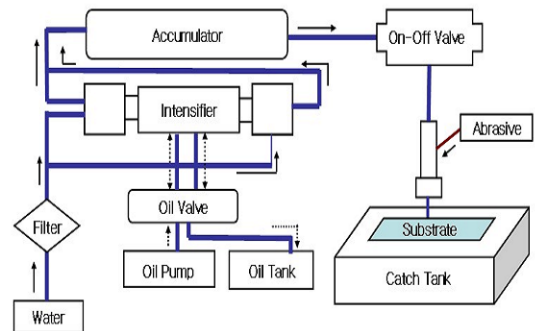 Accumulator
On-Off Valve
Intensifier
Abrasive
Oil Valve
Filter
Substrate
Oil Pump
Oil Tank
Catch Tank
Water